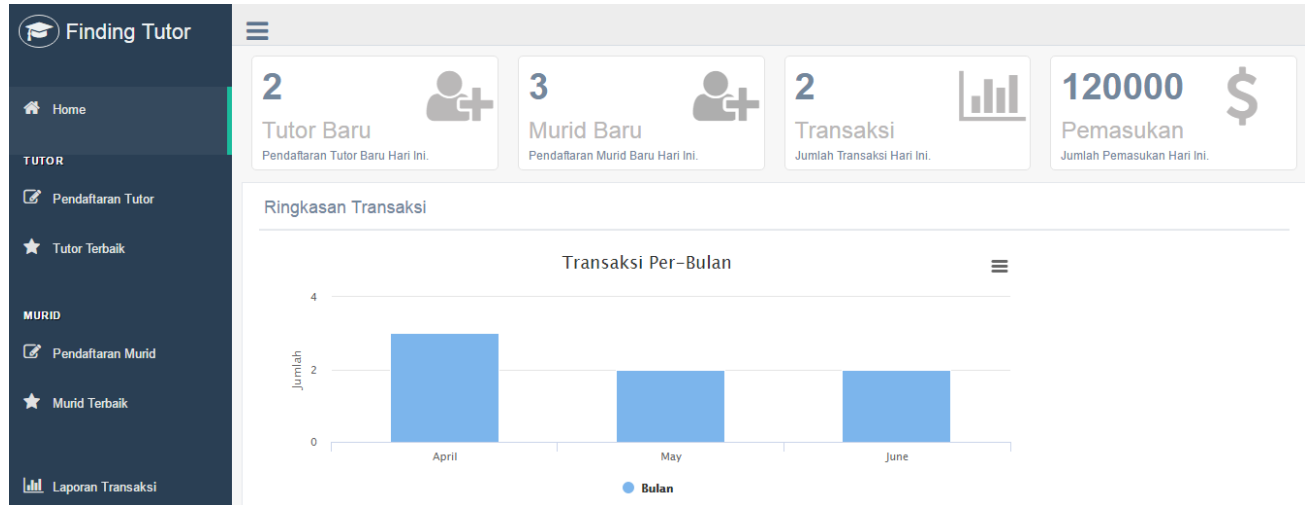 Finding Tutor
Home
TUTOR
Pendaftaran Tutor
Tutor Terbaik
MURID
Pendaftaran Murid
Murid Terbaik
Laporan Transaksi
2
Tutor Baru
Pendaftaran Tutor Baru Hari Ini.
3
Murid Baru
Pendaftaran Murid Baru Hari Ini.
2
Transaksi
Jumlah Transaksi Hari Ini.
120000
Pemasukan
Jumlah Pemasukan Hari Ini.
Ringkasan Transaksi
Transaksi Per-Bulan
Jumlah
4
2
0
April
May
June
Bulan